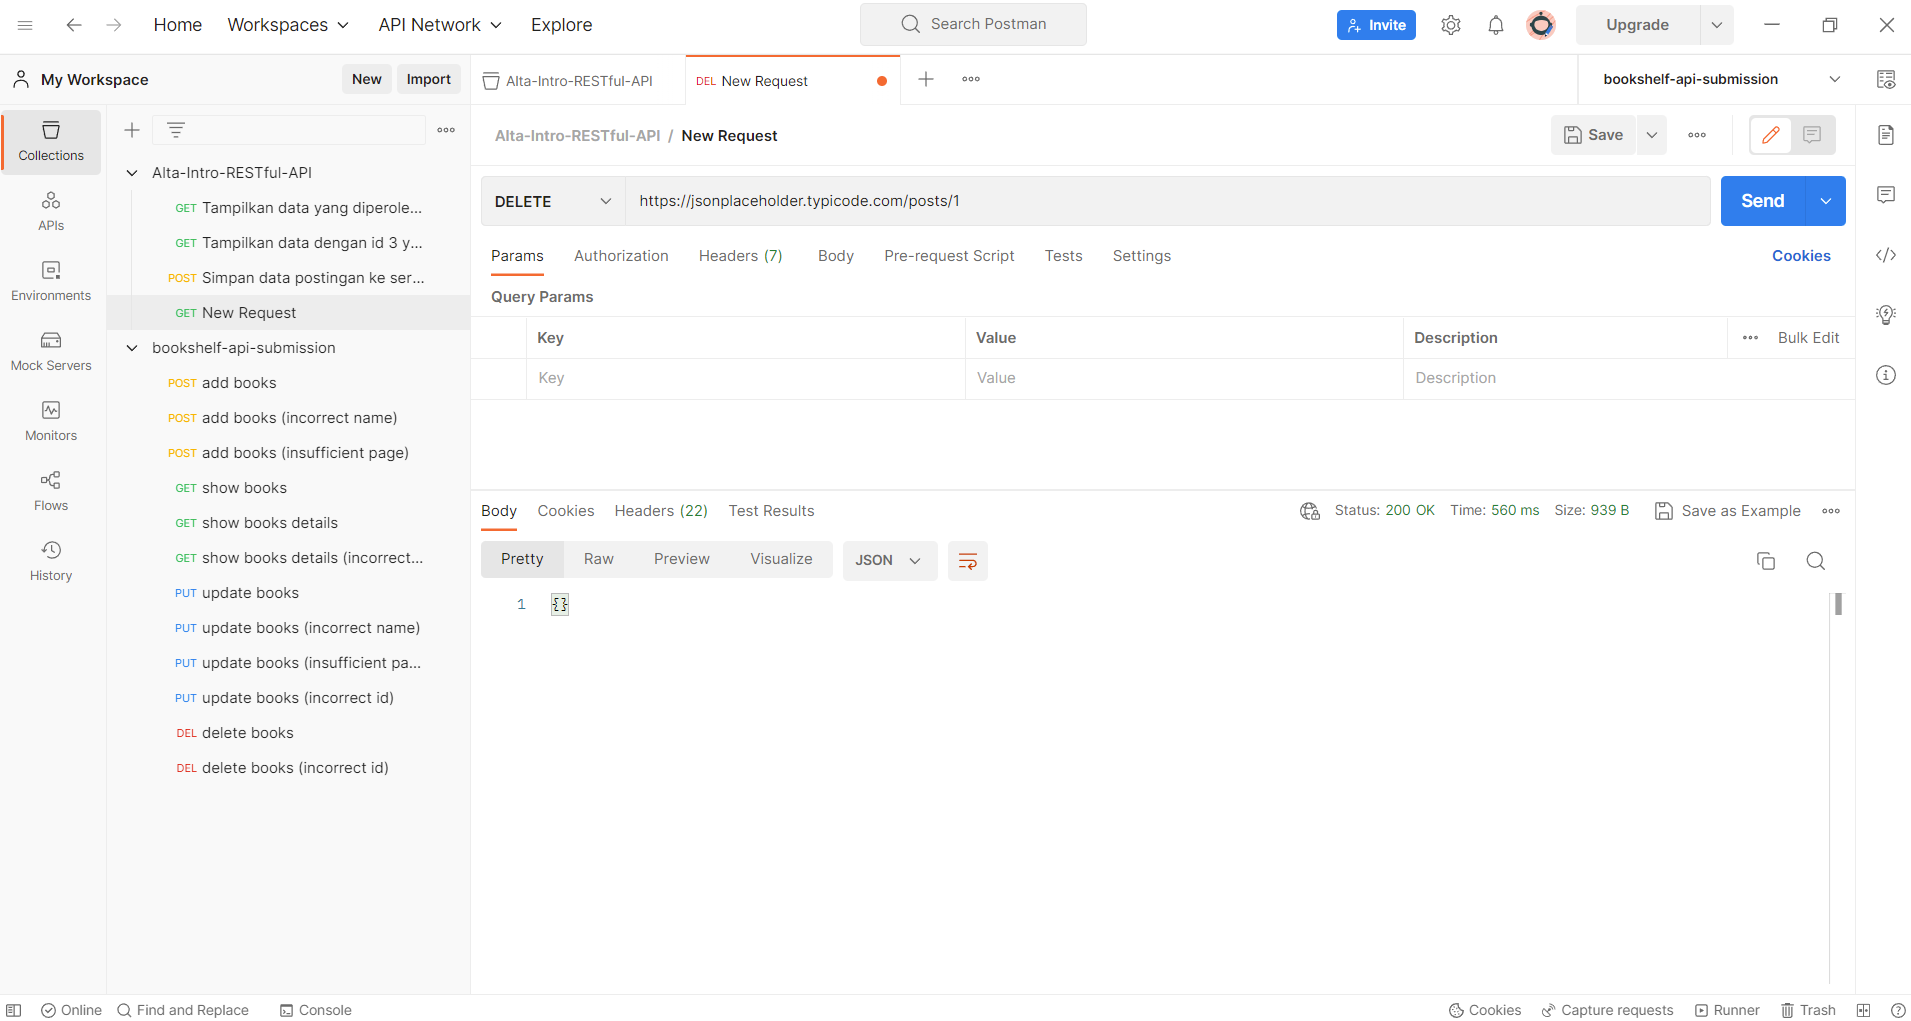 Home Workspaces API Network Explore Search Postman Invite Upgrade
My Workspace New Import Alta-Intro-RESTful-API DEL New Request bookshelf-api-submission
Collections
APIs
Environments
Mock Servers
Monitors
Flows
History
Alta-Intro-RESTful-API
GET Tampilkan data yang diperole...
GET Tampilkan data dengan id 3 y...
POST Simpan data postingan ke ser...
GET New Request
bookshelf-api-submission
POST add books
POST add books (incorrect name)
POST add books (insufficient page)
GET show books
GET show books details
GET show books details (incorrect...
PUT update books
PUT update books (incorrect name)
PUT update books (insufficient pa...
PUT update books (incorrect id)
DEL delete books
DEL delete books (incorrect id)
Alta-Intro-RESTful-API / New Request Save
DELETE https://jsonplaceholder.typicode.com/posts/1 Send
Params Authorization Headers (7) Body Pre-request Script Tests Settings Cookies
Query Params
Key Value Description Bulk Edit
Key Value Description
Body Cookies Headers (22) Test Results Status: 200 OK Time: 560 ms Size: 939 B Save as Example
Pretty Raw Preview Visualize JSON
1 {}
Online Find and Replace Console Cookies Capture requests Runner Trash